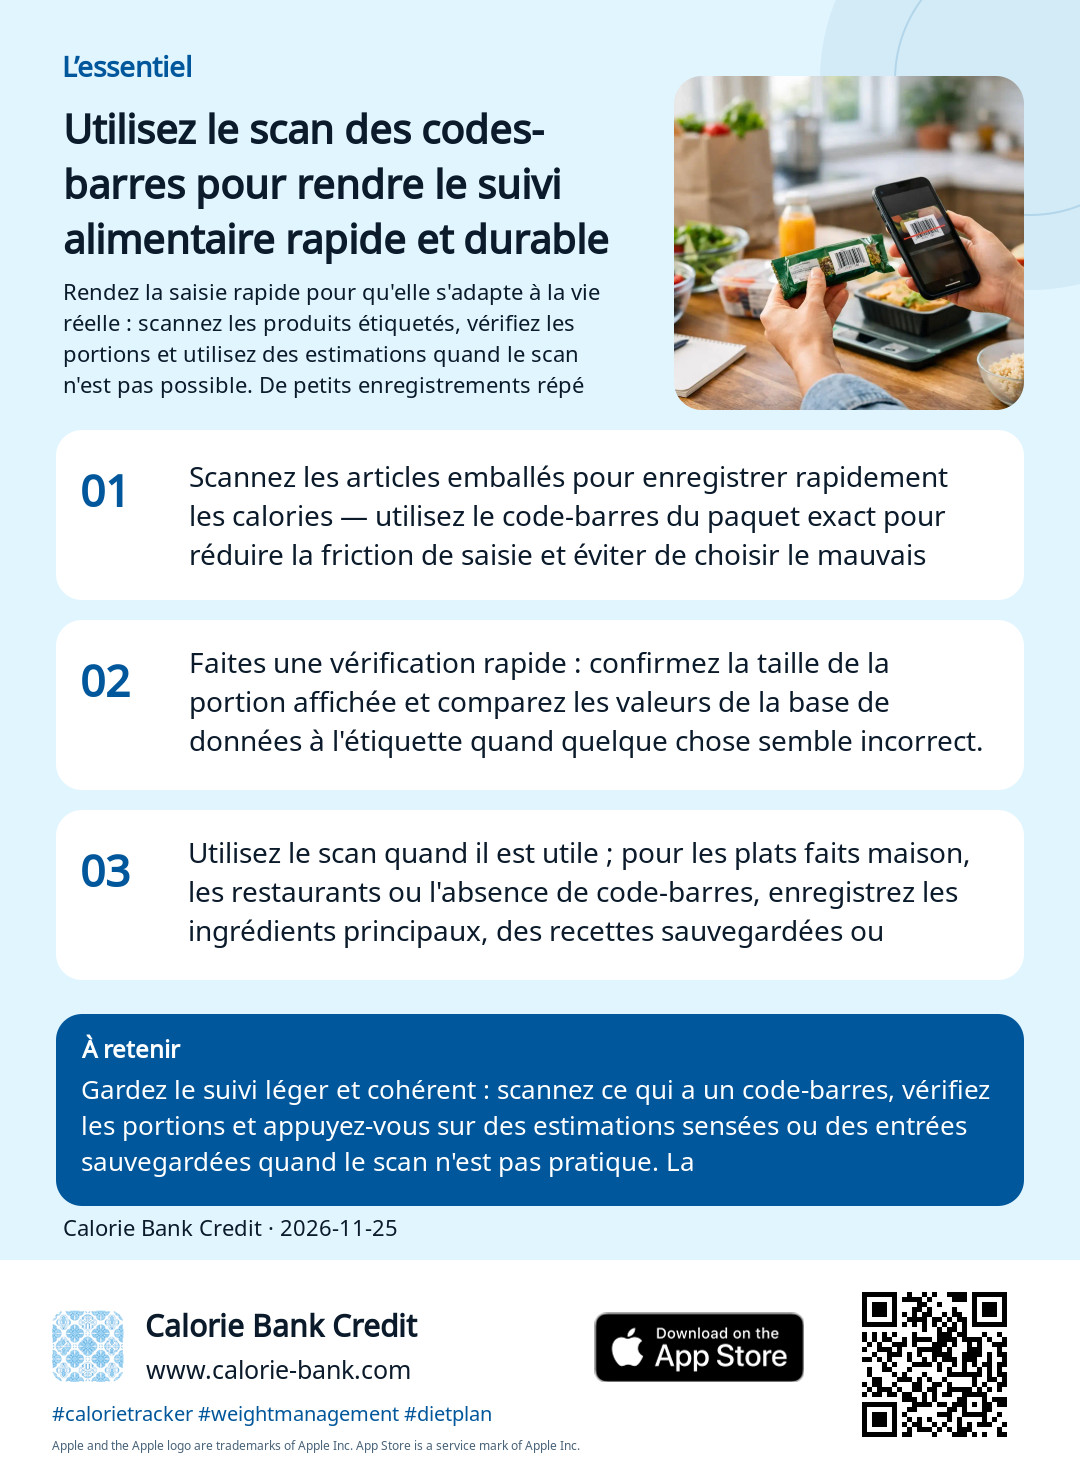 L'essentiel
Utilisez le scan des codes-
barres pour rendre le suivi
alimentaire rapide et durable
Rendez la saisie rapide pour qu'elle s'adapte à la vie
réelle : scannez les produits étiquetés, vérifiez les
portions et utilisez des estimations quand le scan
n'est pas possible. De petits enregistrements répé
01
Scannez les articles emballés pour enregistrer rapidement
les calories — utilisez le code-barres du paquet exact pour
réduire la friction de saisie et éviter de choisir le mauvais
02
Faites une vérification rapide : confirmez la taille de la
portion affichée et comparez les valeurs de la base de
données à l'étiquette quand quelque chose semble incorrect.
03
Utilisez le scan quand il est utile ; pour les plats faits maison,
les restaurants ou l'absence de code-barres, enregistrez les
ingrédients principaux, des recettes sauvegardées ou
À retenir
Gardez le suivi léger et cohérent : scannez ce qui a un code-barres, vérifiez
les portions et appuyez-vous sur des estimations sensées ou des entrées
sauvegardées quand le scan n'est pas pratique. La
Calorie Bank Credit · 2026-11-25
Calorie Bank Credit
www.calorie-bank.com
Download on the
App Store
#calorietracker #weightmanagement #dietplan
Apple and the Apple logo are trademarks of Apple Inc. App Store is a service mark of Apple Inc.